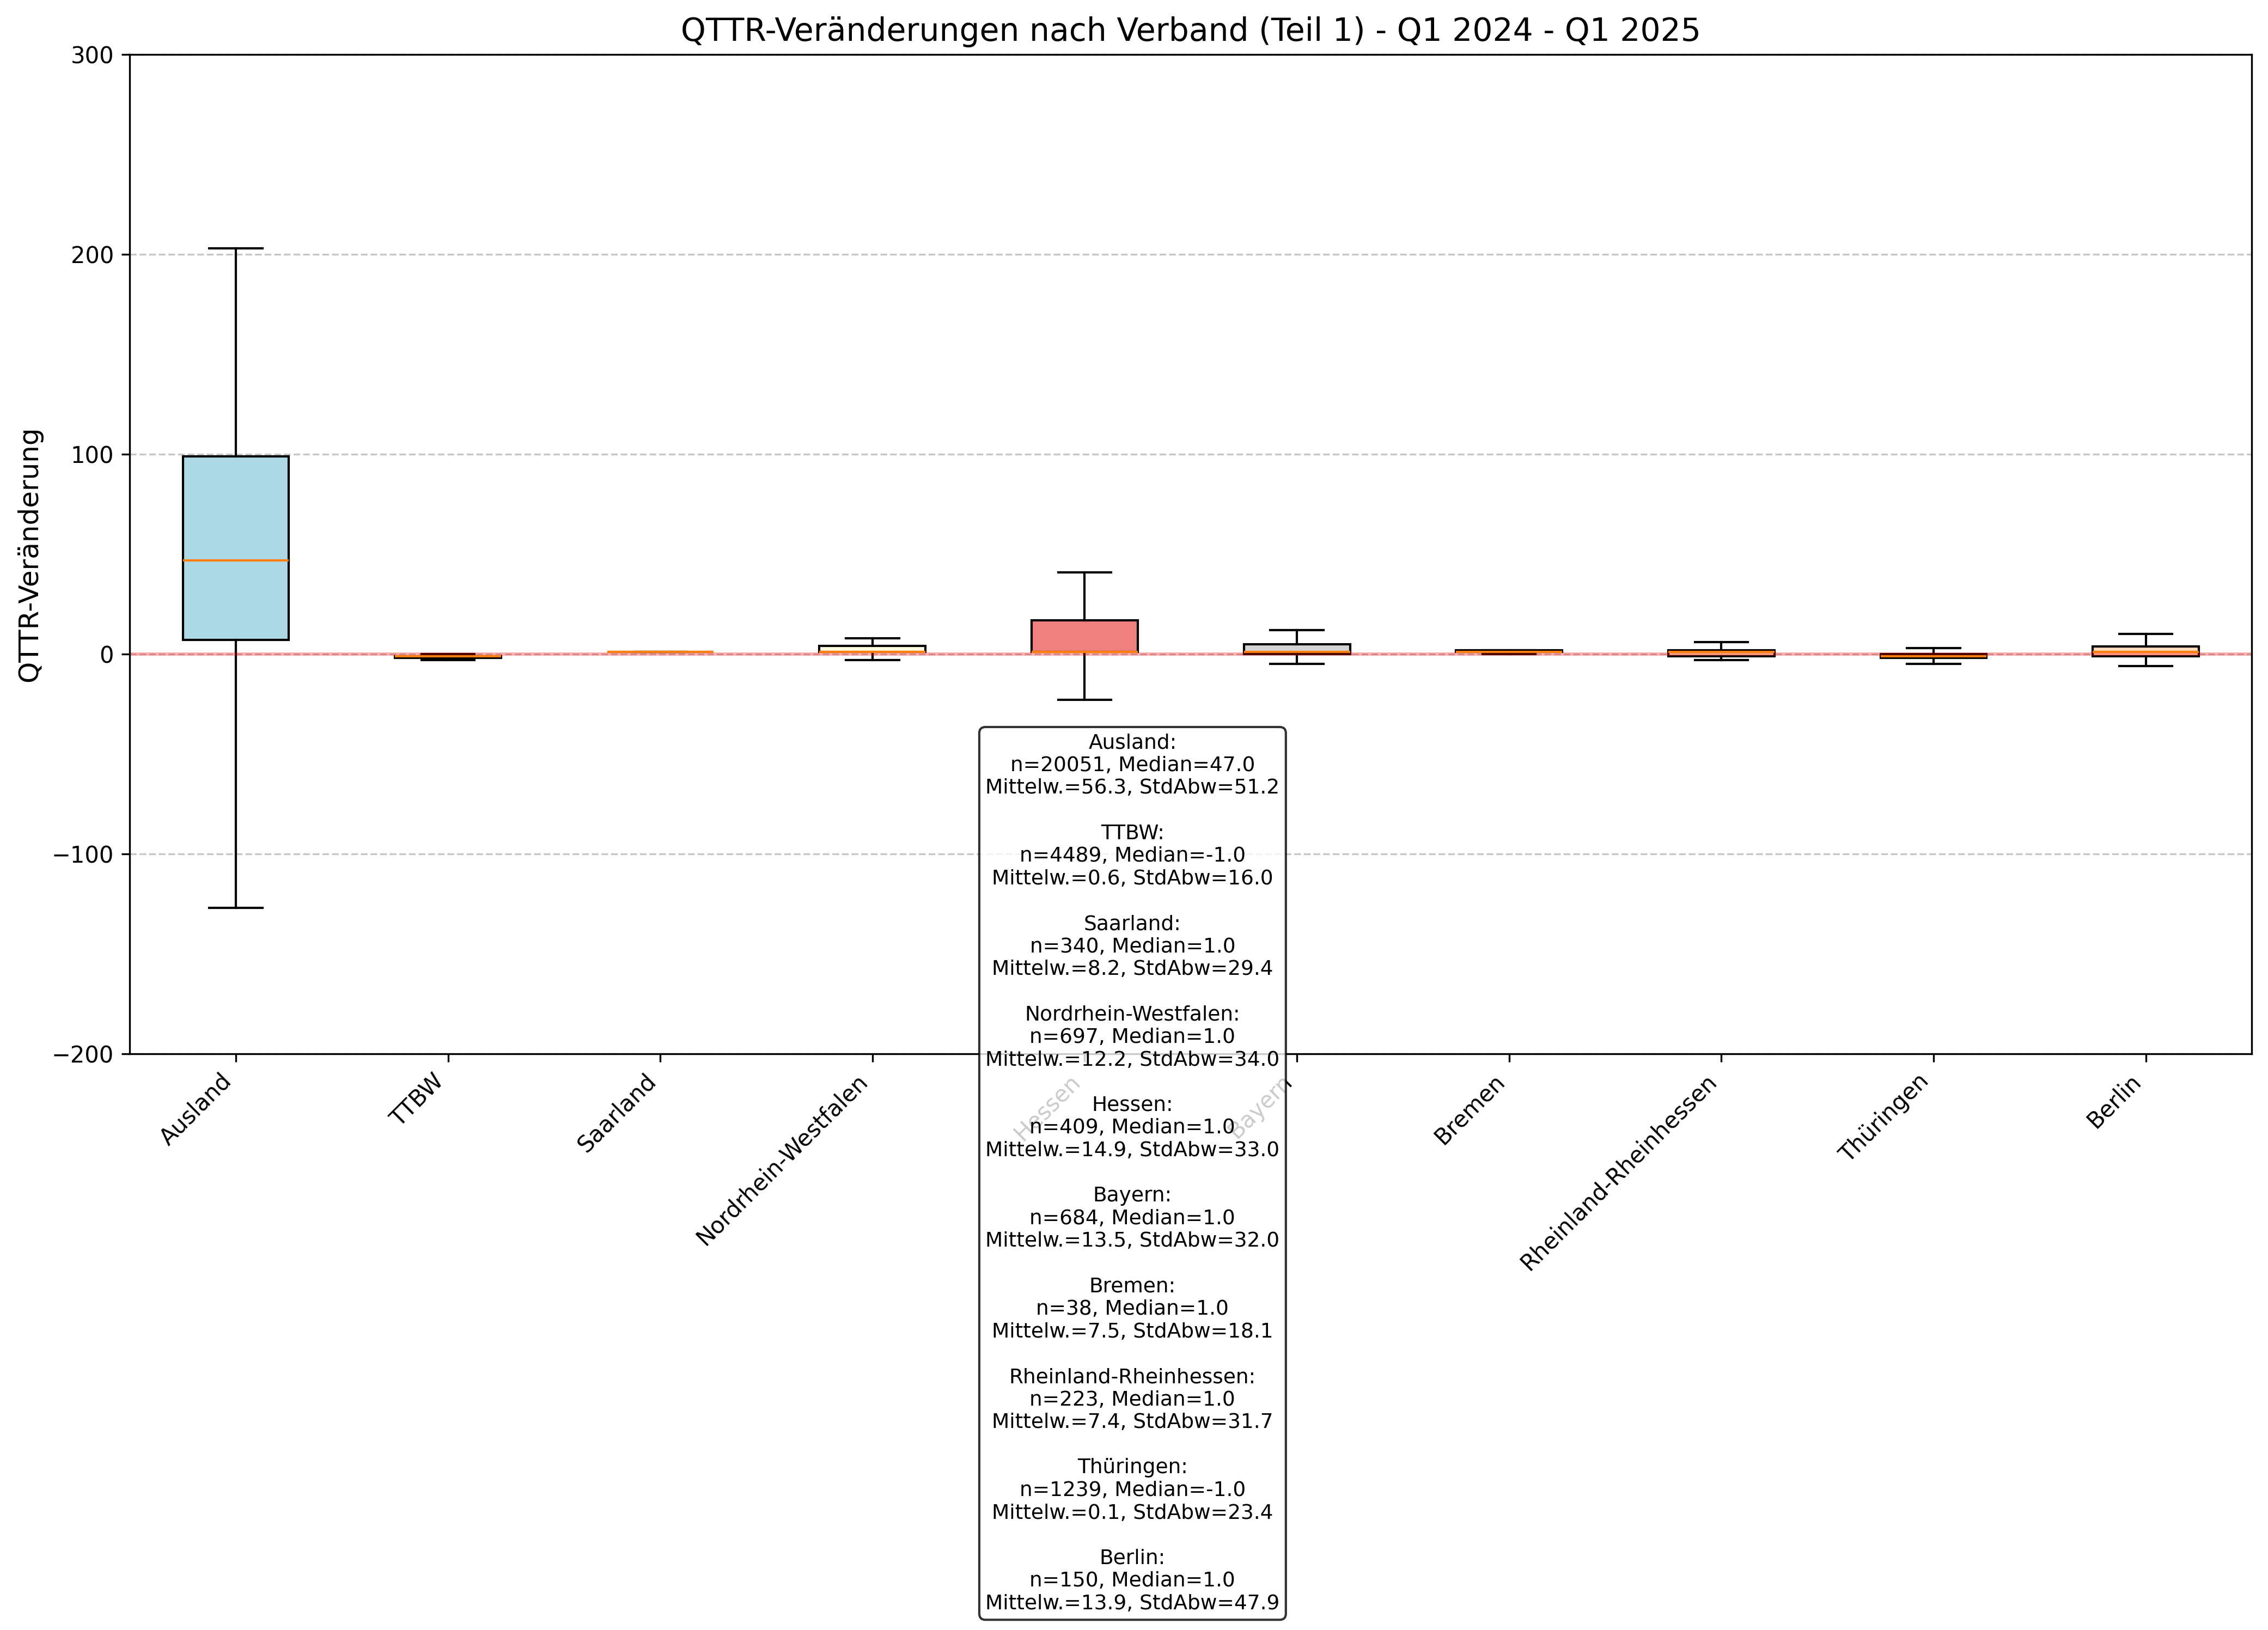 QTTR-Veränderungen nach Verband (Teil 1) - Q1 2024 - Q1 2025
QTTR-Veränderung
300
200
100
0
−100
−200
Ausland
TTBW
Saarland
Nordrhein-Westfalen
Hessen
Bayern
Bremen
Rheinland-Rheinhessen
Thüringen
Berlin
Ausland:
n=20051, Median=47.0
Mittelw.=56.3, StdAbw=51.2
TTBW:
n=4489, Median=-1.0
Mittelw.=0.6, StdAbw=16.0
Saarland:
n=340, Median=1.0
Mittelw.=8.2, StdAbw=29.4
Nordrhein-Westfalen:
n=697, Median=1.0
Mittelw.=12.2, StdAbw=34.0
Hessen:
n=409, Median=1.0
Mittelw.=14.9, StdAbw=33.0
Bayern:
n=684, Median=1.0
Mittelw.=13.5, StdAbw=32.0
Bremen:
n=38, Median=1.0
Mittelw.=7.5, StdAbw=18.1
Rheinland-Rheinhessen:
n=223, Median=1.0
Mittelw.=7.4, StdAbw=31.7
Thüringen:
n=1239, Median=-1.0
Mittelw.=0.1, StdAbw=23.4
Berlin:
n=150, Median=1.0
Mittelw.=13.9, StdAbw=47.9